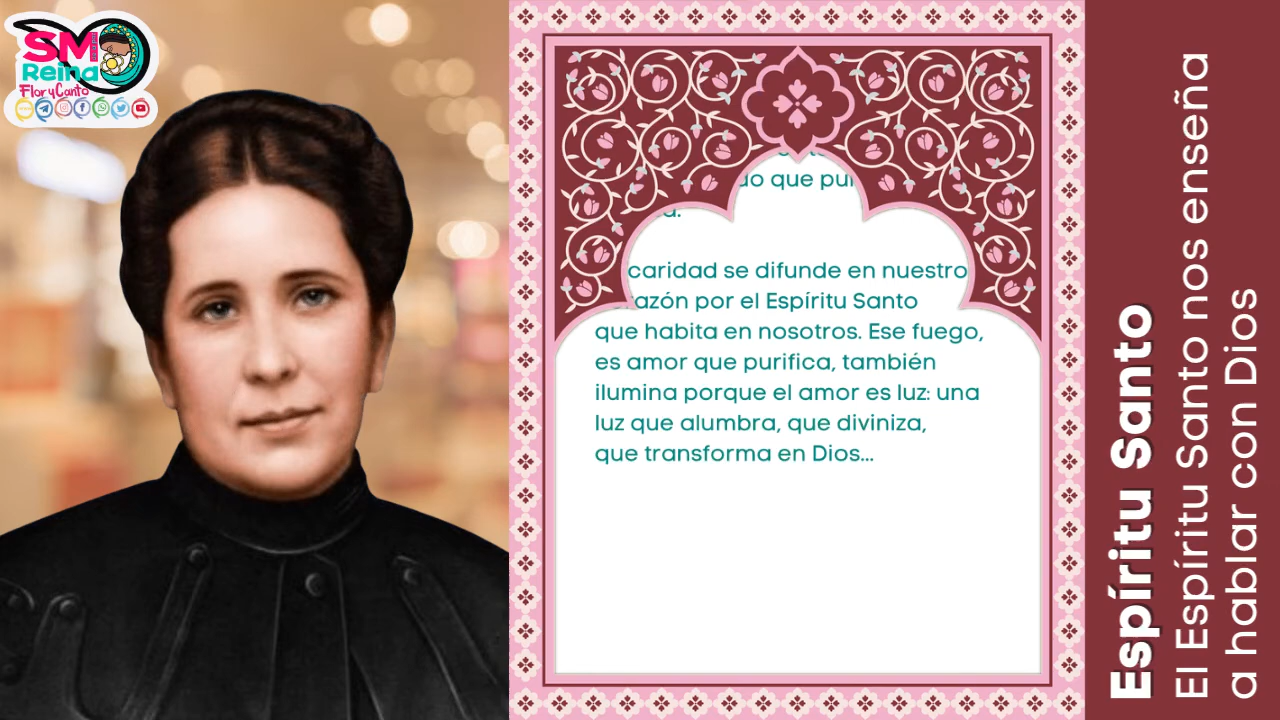 SM
Reina
Flor y Canto
que
caridad se difunde en nuestro
por el Espíritu Santo
que habita en nosotros. Ese fuego,
es amor que purifica, también
ilumina porque el amor es luz: una
luz que alumbra, que diviniza,
que transforma en Dios...
Espíritu Santo
El Espíritu Santo nos enseña
a hablar con Dios